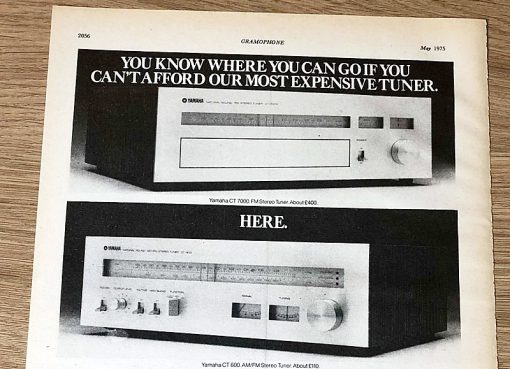 2056
GRAMOPHONE
May 1975
YOU KNOW WHERE YOU CAN GO IF YOU
CAN'T AFFORD OUR MOST EXPENSIVE TUNER.
YAMAHA
Yamaha CT 7000. FM Stereo Tuner. About £400.
HERE.
YAMAHA
SIGNAL
TUNING
Yamaha CT 600. AM/FM Stereo Tuner. About £110.